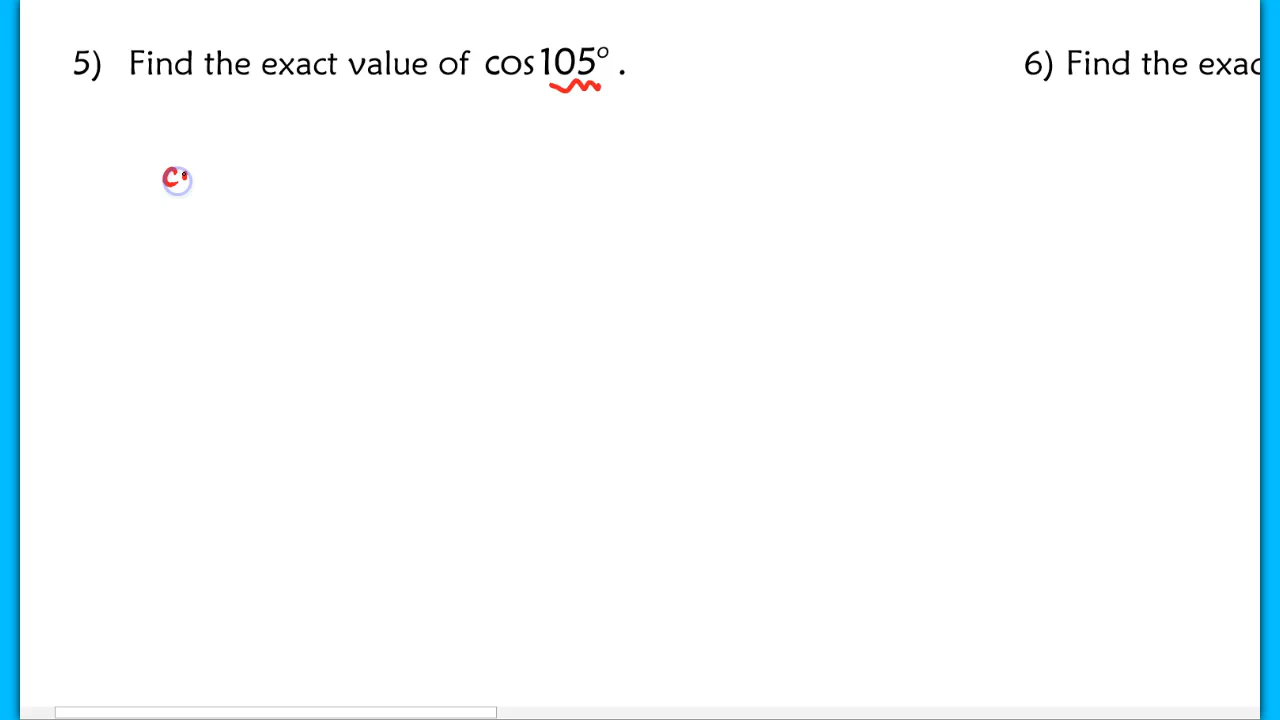 5) Find the exact value of cos 105° .
6) Find the exac
c